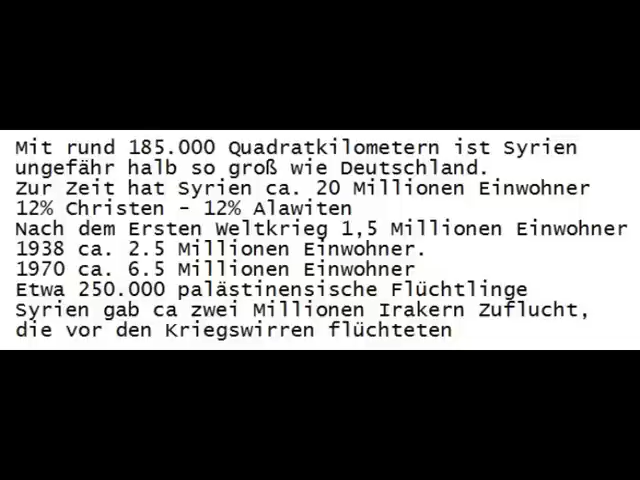 Mit rund 185.000 Quadratkilometern ist Syrien
ungefähr halb so groß wie Deutschland.
Zur Zeit hat Syrien ca. 20 Millionen Einwohner
12% Christen - 12% Alawiten
Nach dem Ersten Weltkrieg 1,5 Millionen Einwohner
1938 ca. 2.5 Millionen Einwohner.
1970 ca. 6.5 Millionen Einwohner
Etwa 250.000 palästinensische Flüchtlinge
Syrien gab ca zwei Millionen Irakern Zuflucht,
die vor den Kriegswirren flüchteten